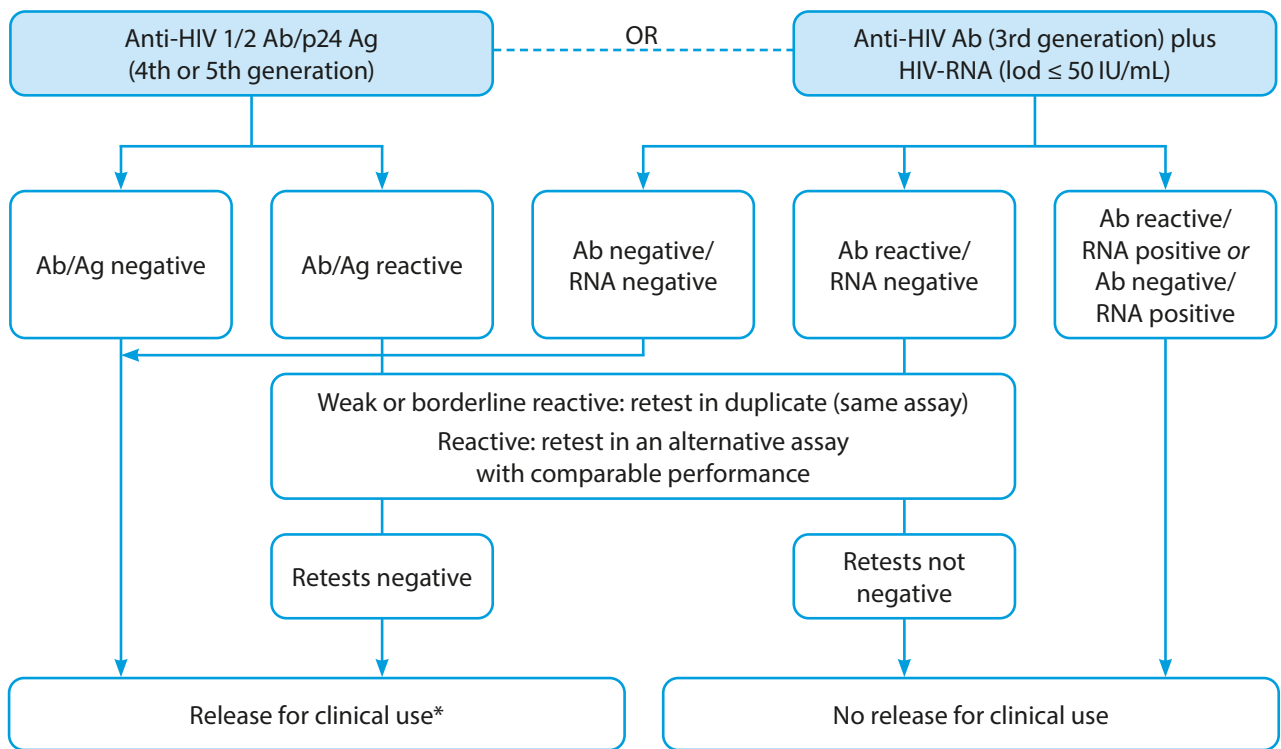 Anti-HIV 1/2 Ab/p24 Ag
(4th or 5th generation)
OR
Anti-HIV Ab (3rd generation) plus
HIV-RNA (lod ≤ 50 IU/mL)
Ab/Ag negative
Ab/Ag reactive
Ab negative/
RNA negative
Ab reactive/
RNA negative
Ab reactive/
RNA positive or
Ab negative/
RNA positive
Weak or borderline reactive: retest in duplicate (same assay)
Reactive: retest in an alternative assay
with comparable performance
Retests negative
Retests not
negative
Release for clinical use*
No release for clinical use